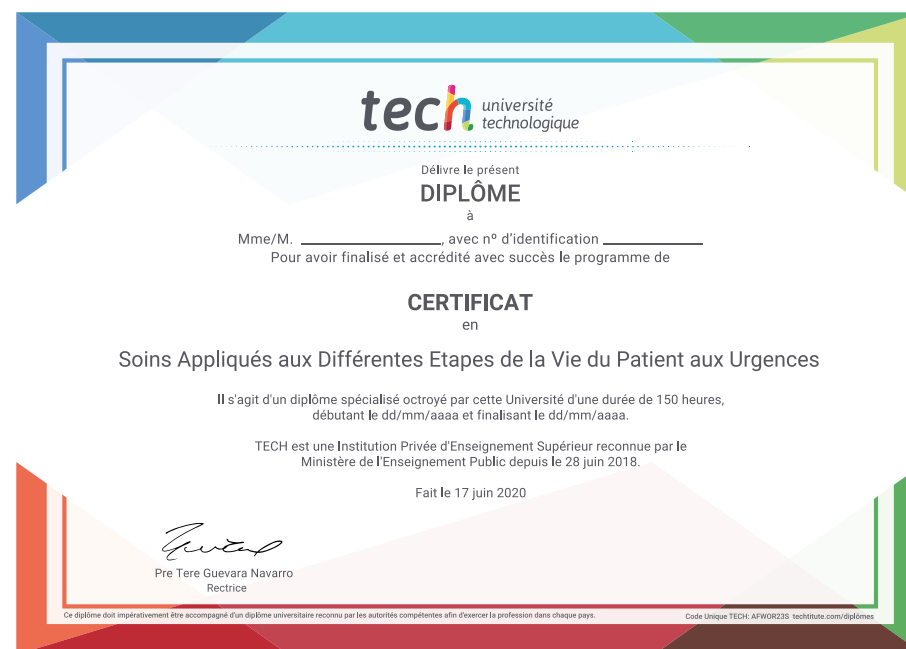 tech université
technologique
Délivre le présent
DIPLÔME
à
Mme/M. ____________________, avec nº d'identification __________________
Pour avoir finalisé et accrédité avec succès le programme de
CERTIFICAT
en
Soins Appliqués aux Différentes Etapes de la Vie du Patient aux Urgences
Il s'agit d'un diplôme spécialisé octroyé par cette Université d'une durée de 150 heures,
débutant le dd/mm/aaaa et finalisant le dd/mm/aaaa.
TECH est une Institution Privée d'Enseignement Supérieur reconnue par le
Ministère de l'Enseignement Public depuis le 28 juin 2018.
Fait le 17 juin 2020
Pre Tere Guevara Navarro
Rectrice
Ce diplôme doit impérativement être accompagné d'un diplôme universitaire reconnu par les autorités compétentes afin d'exercer la profession dans chaque pays.
Code Unique TECH: AFWOR23S techtitute.com/diplômes